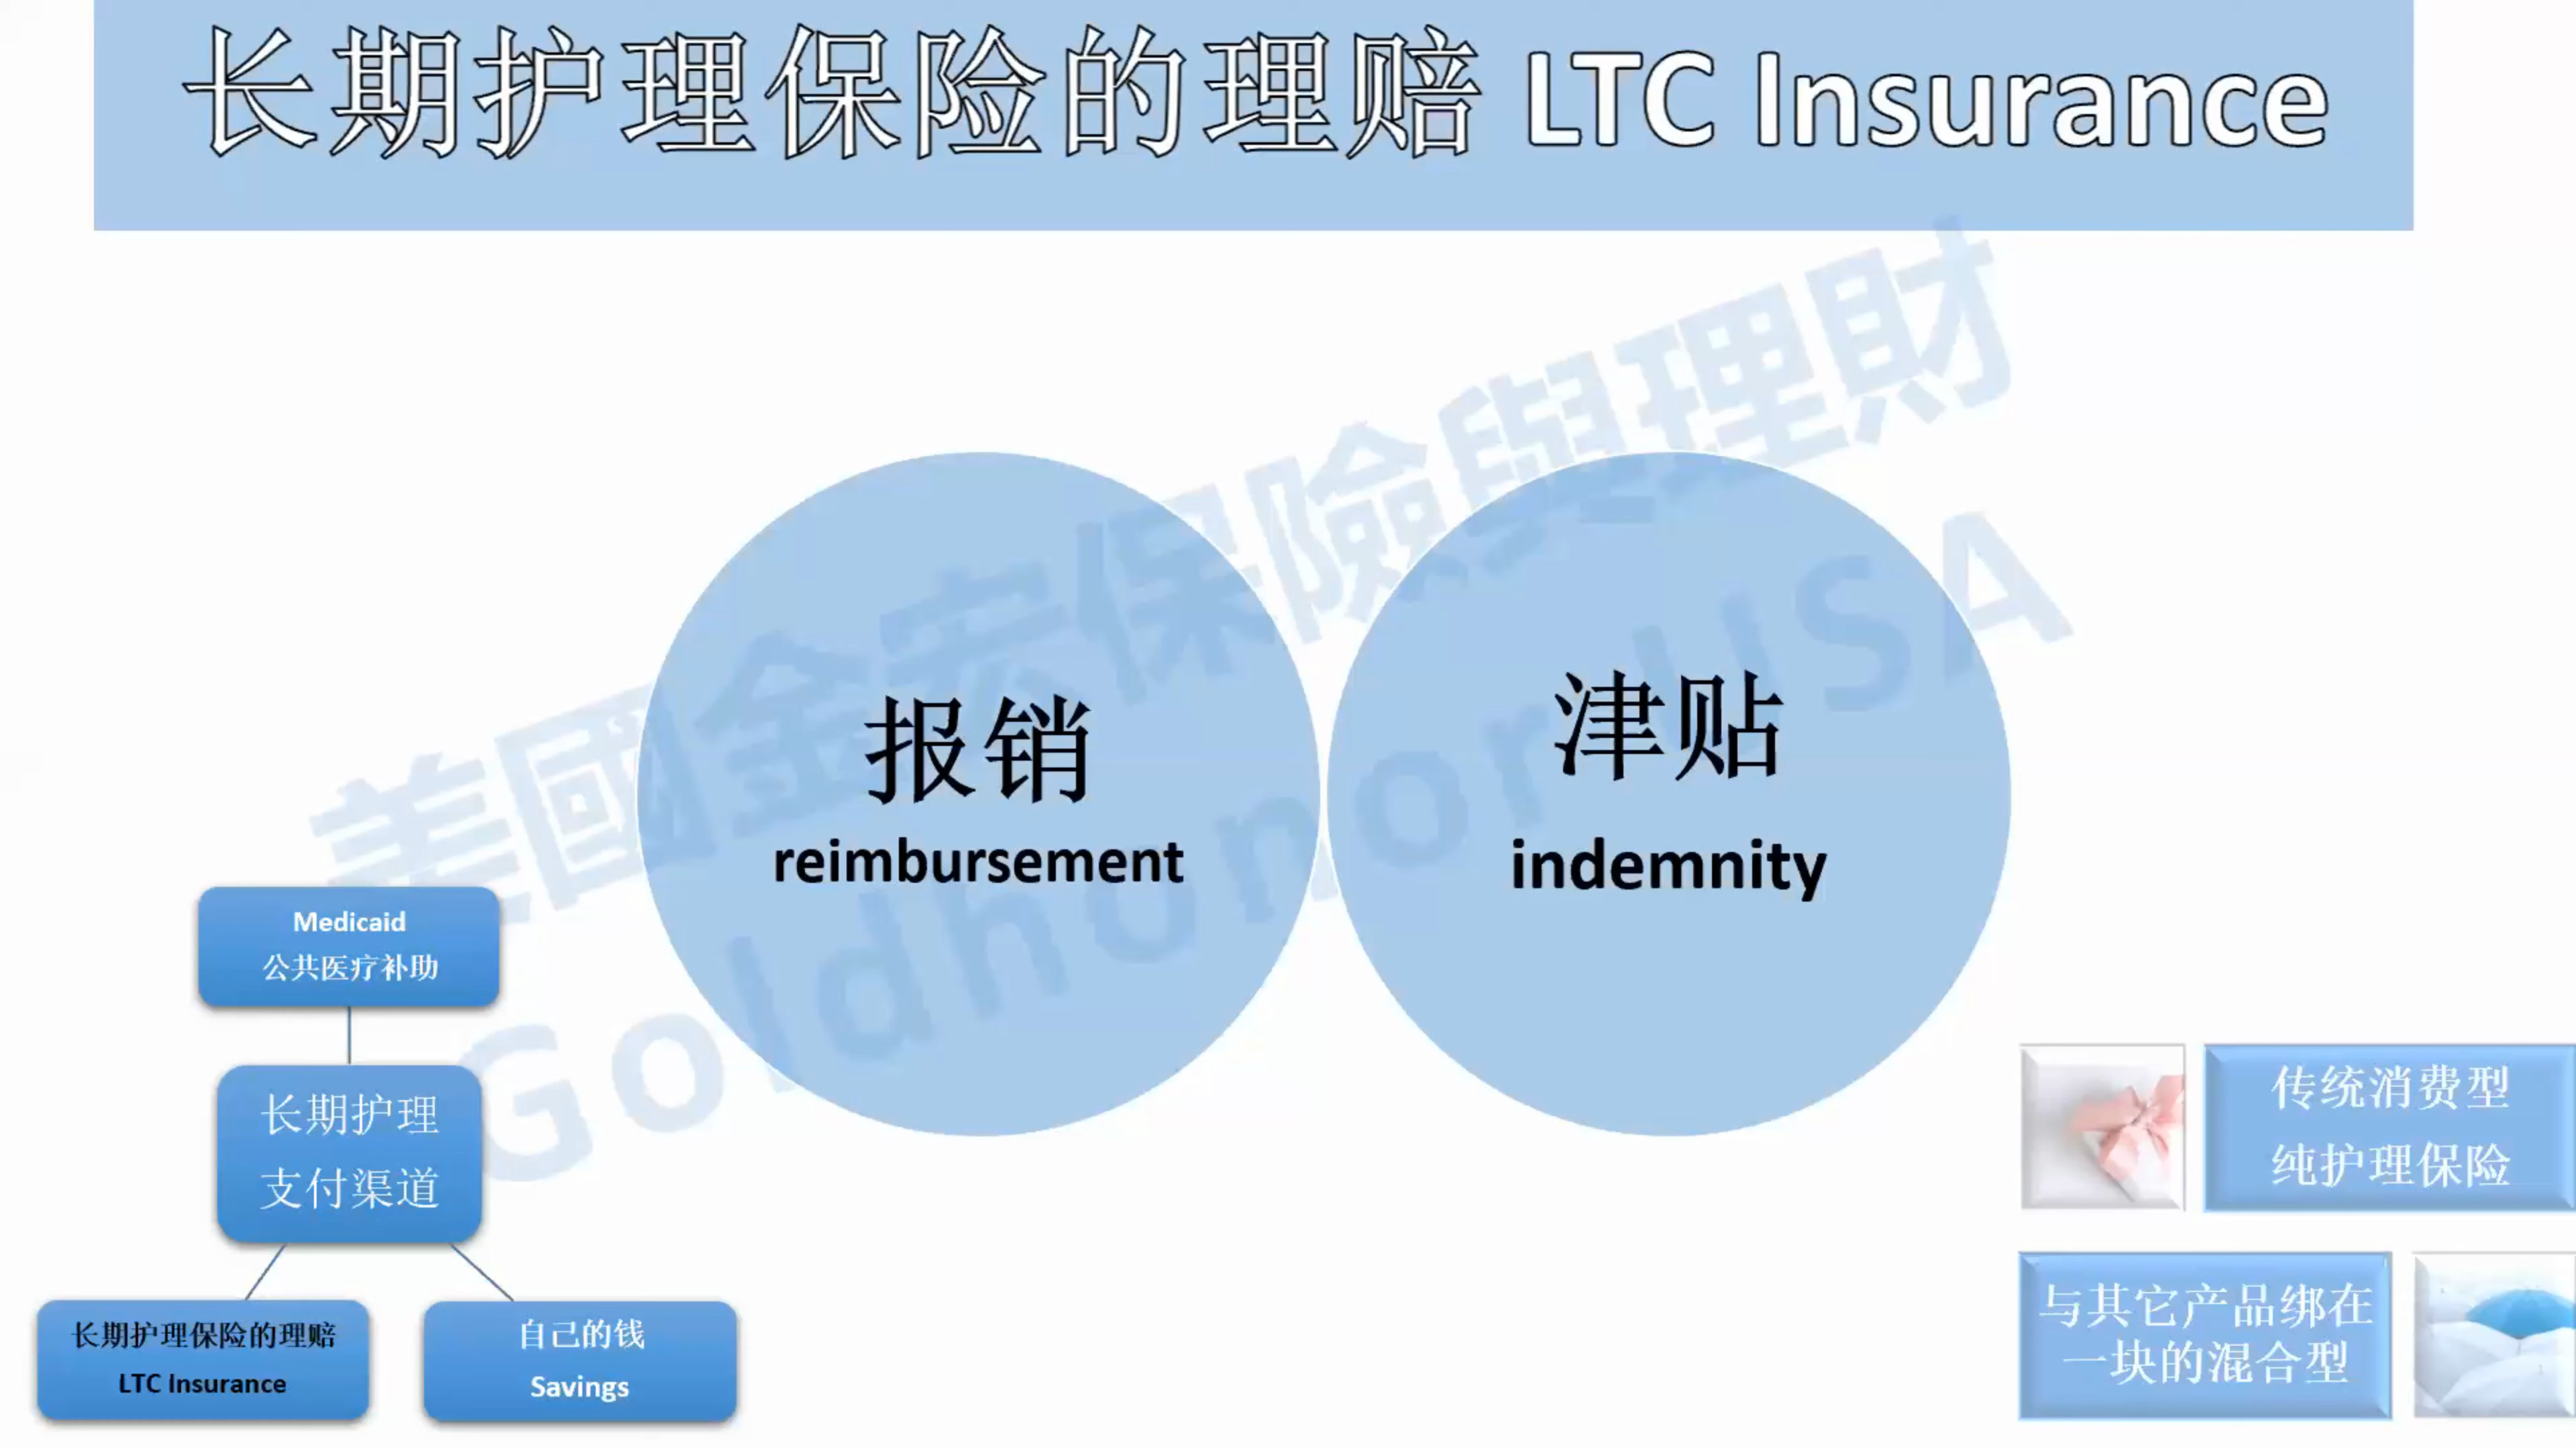 长期护理保险的理赔 LTC Insurance
美國金宏保險與理財
Goldhonor USA
报销
reimbursement
津贴
indemnity
Medicaid
公共医疗补助
长期护理
支付渠道
长期护理保险的理赔
LTC Insurance
自己的钱
Savings
传统消费型
纯护理保险
与其它产品绑在
一块的混合型